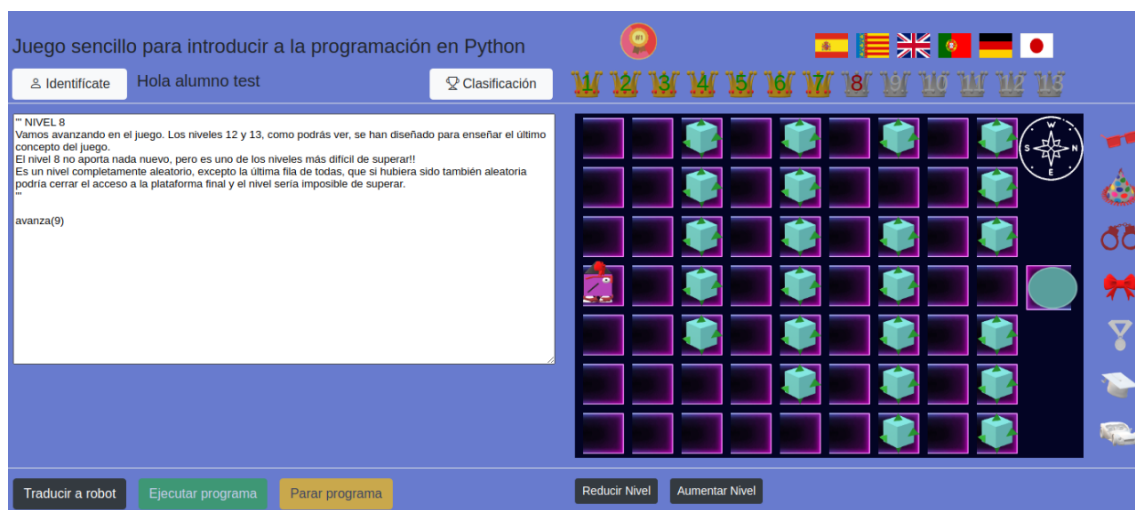 Juego sencillo para introducir a la programación en Python
Identifícate
Hola alumno test
Clasificación
1 2 3 4 5 6 7 8 9 10 11 12 13
''' NIVEL 8
Vamos avanzando en el juego. Los niveles 12 y 13, como podrás ver, se han diseñado para enseñar el último
concepto del juego.
El nivel 8 no aporta nada nuevo, pero es uno de los niveles más difícil de superar!!
Es un nivel completamente aleatorio, excepto la última fila de todas, que si hubiera sido también aleatoria
podría cerrar el acceso a la plataforma final y el nivel sería imposible de superar.
'''
avanza(9)
W
S N
E
Traducir a robot
Ejecutar programa
Parar programa
Reducir Nivel
Aumentar Nivel